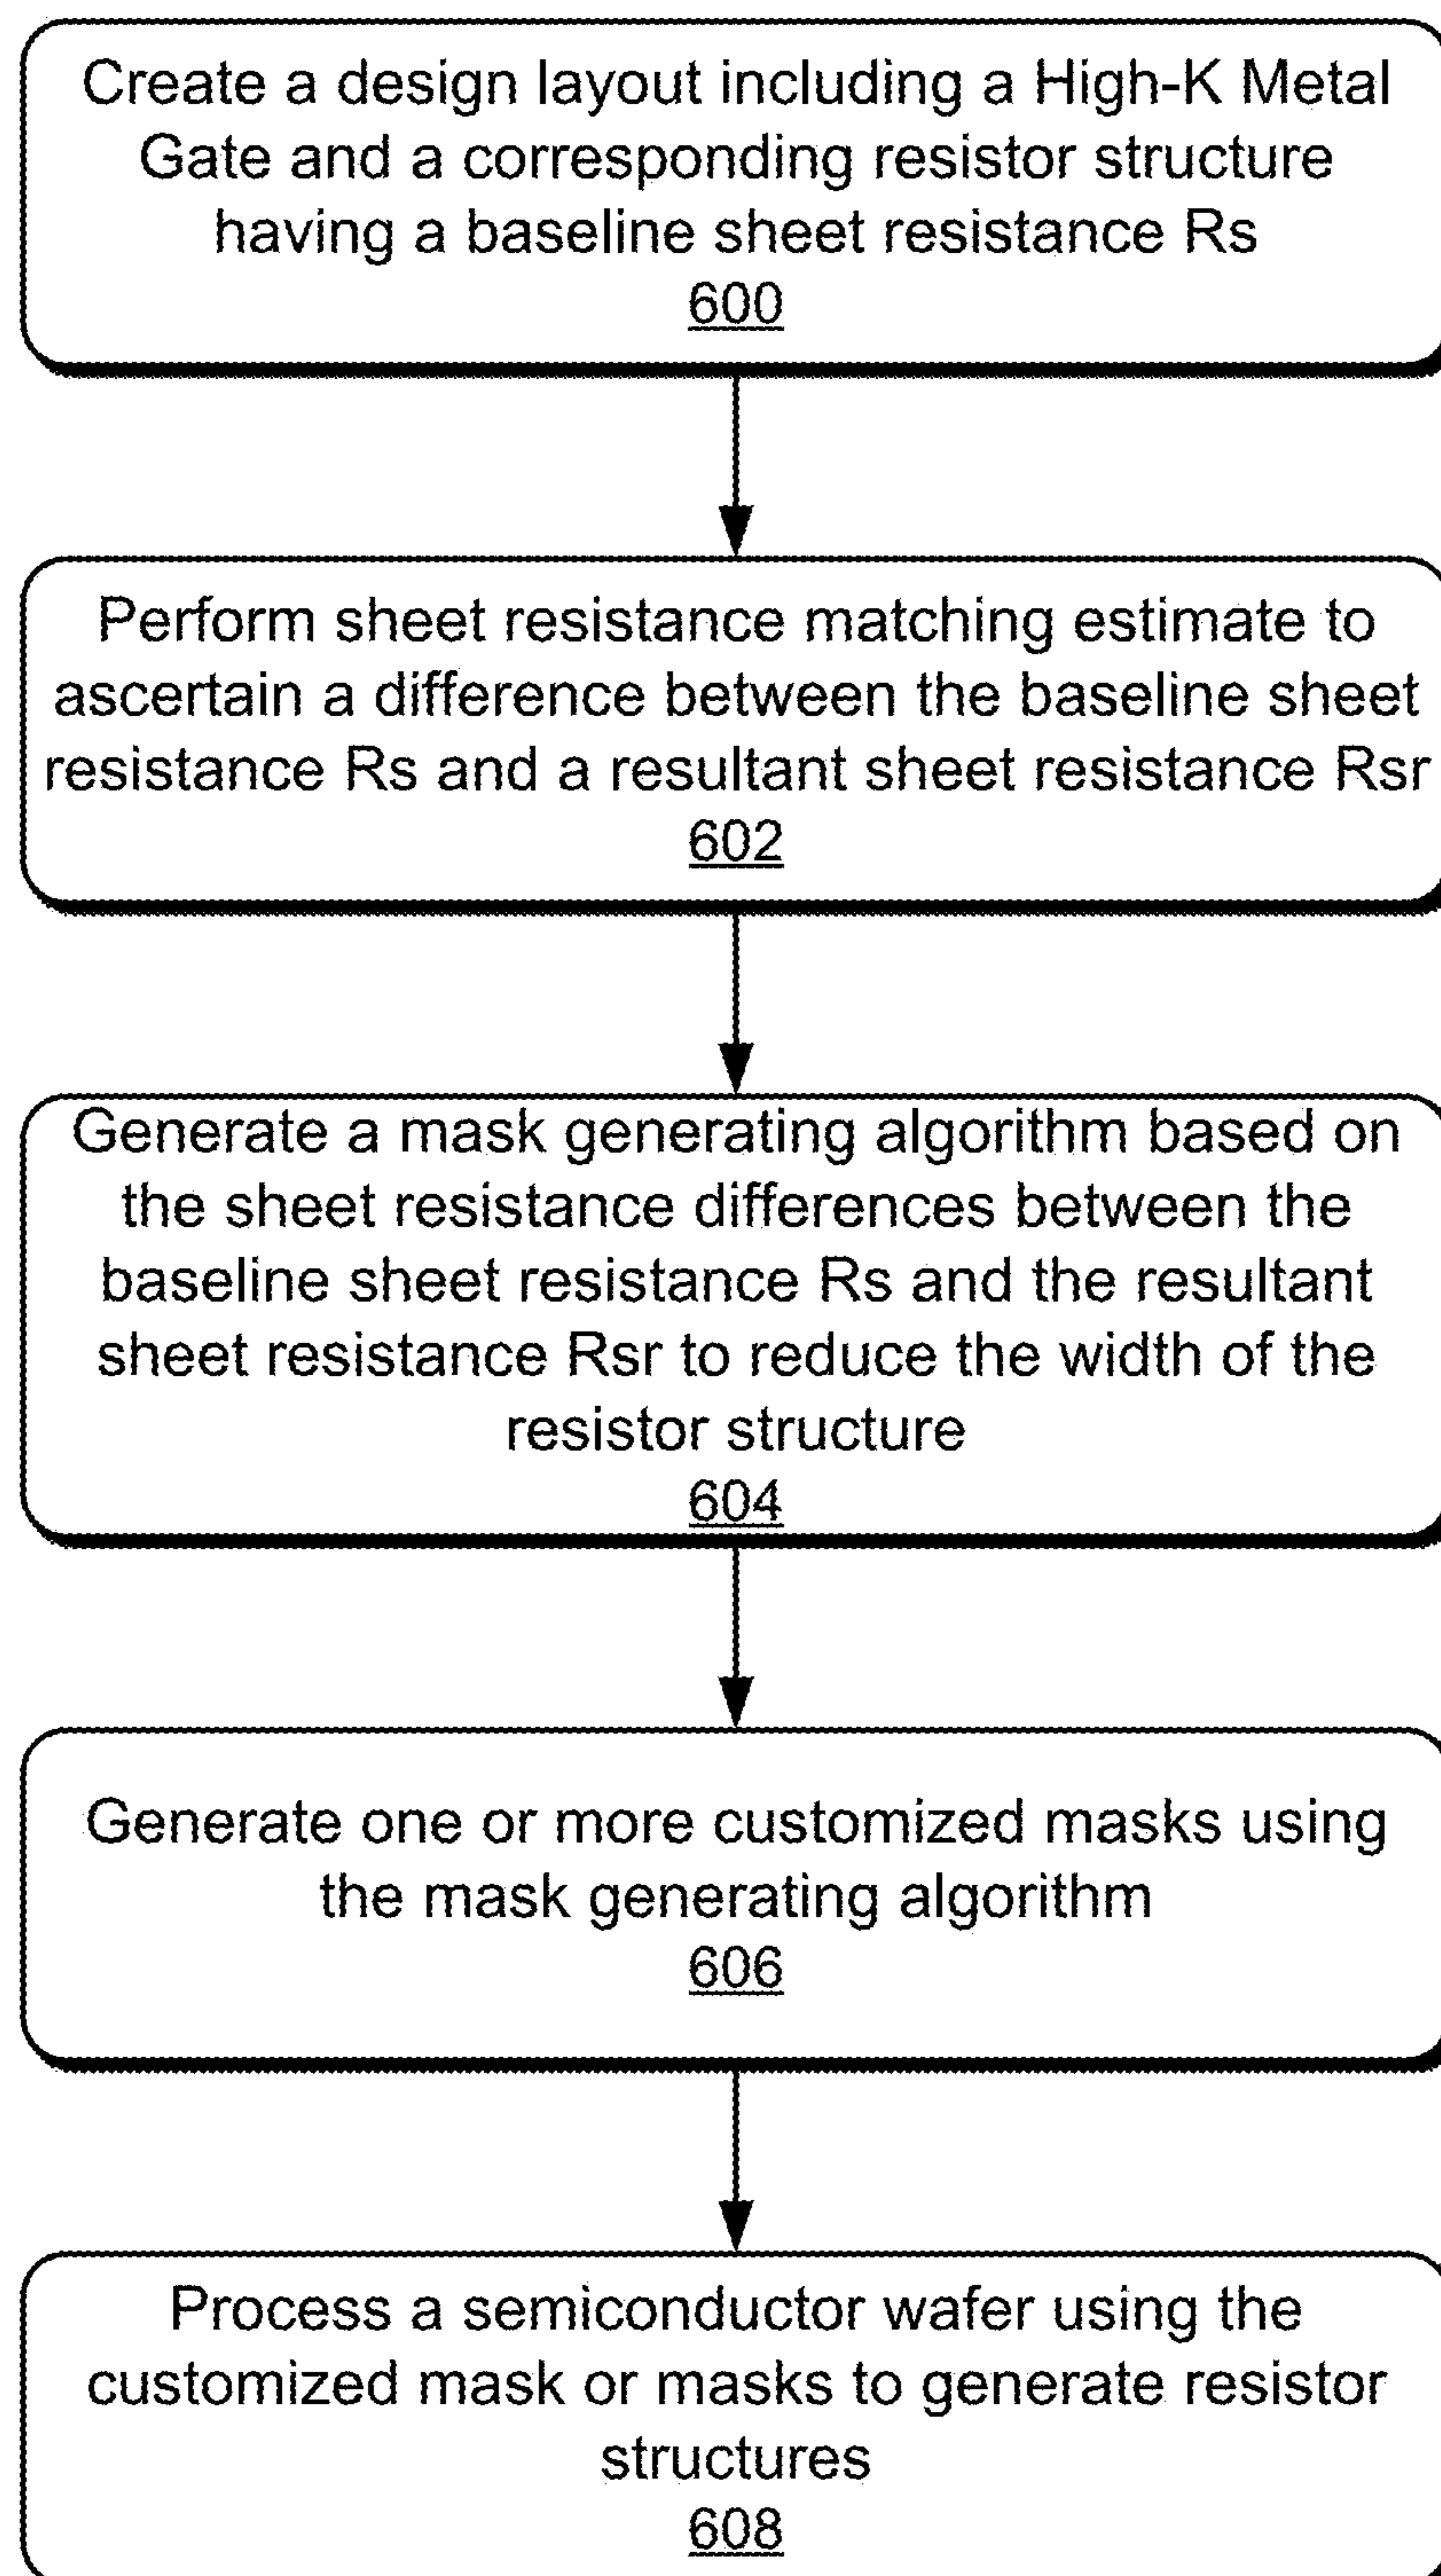 Create a design layout including a High-K Metal
Gate and a corresponding resistor structure
having a baseline sheet resistance Rs
600
Perform sheet resistance matching estimate to
ascertain a difference between the baseline sheet
resistance Rs and a resultant sheet resistance Rsr
602
Generate a mask generating algorithm based on
the sheet resistance differences between the
baseline sheet resistance Rs and the resultant
sheet resistance Rsr to reduce the width of the
resistor structure
604
Generate one or more customized masks using
the mask generating algorithm
606
Process a semiconductor wafer using the
customized mask or masks to generate resistor
structures
608